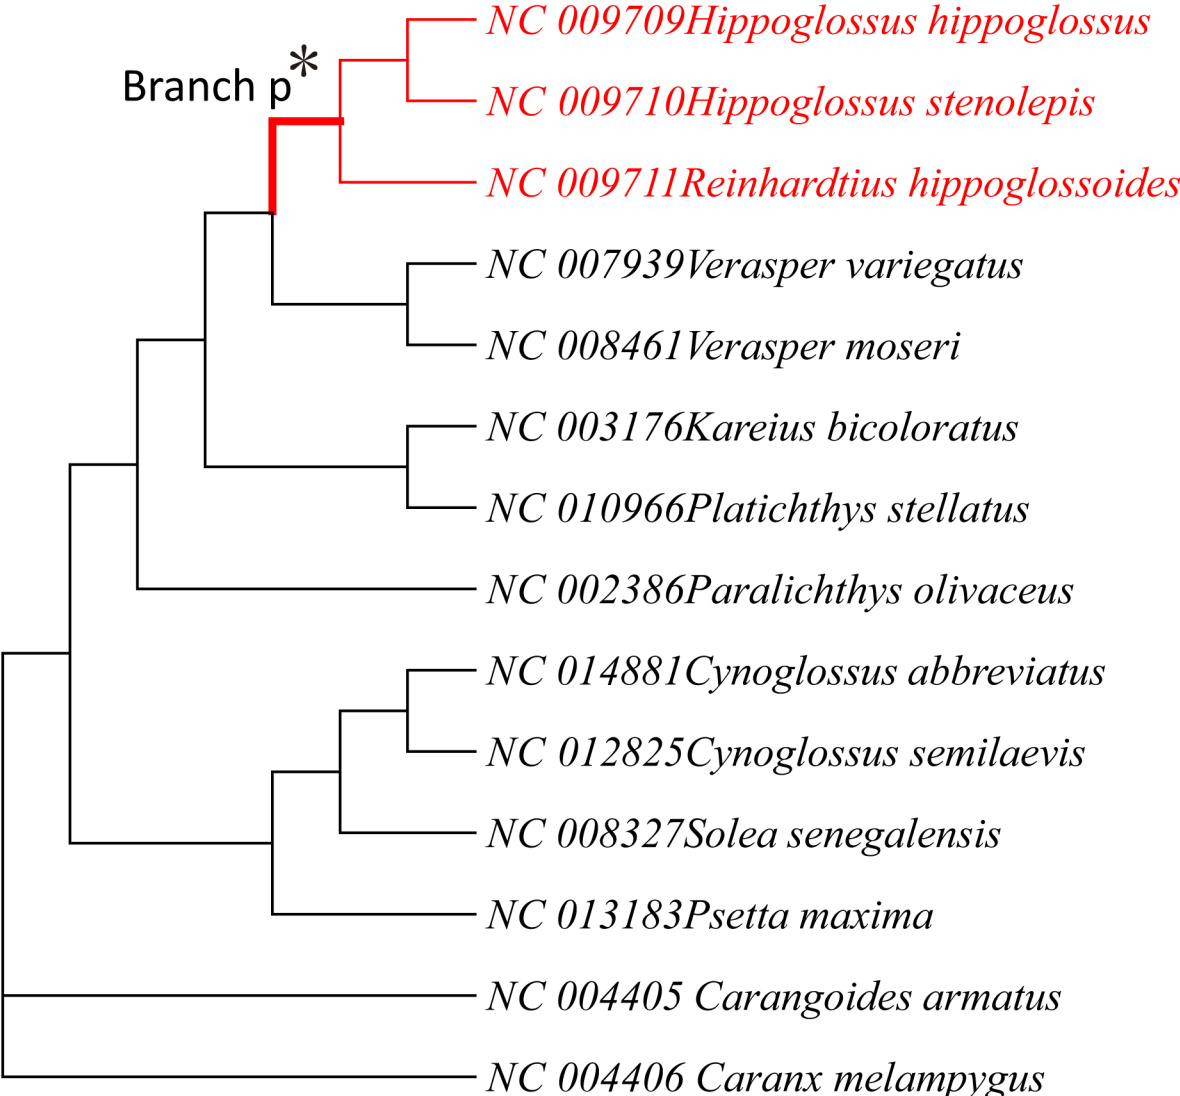 NC 009709Hippoglossus hippoglossus
Branch p*
NC 009710Hippoglossus stenolepis
NC 009711Reinhardtius hippoglossoides
NC 007939Verasper variegatus
NC 008461Verasper moseri
NC 003176Kareius bicoloratus
NC 010966Platichthys stellatus
NC 002386Paralichthys olivaceus
NC 014881Cynoglossus abbreviatus
NC 012825Cynoglossus semilaevis
NC 008327Solea senegalensis
NC 013183Psetta maxima
NC 004405 Carangoides armatus
NC 004406 Caranx melampygus